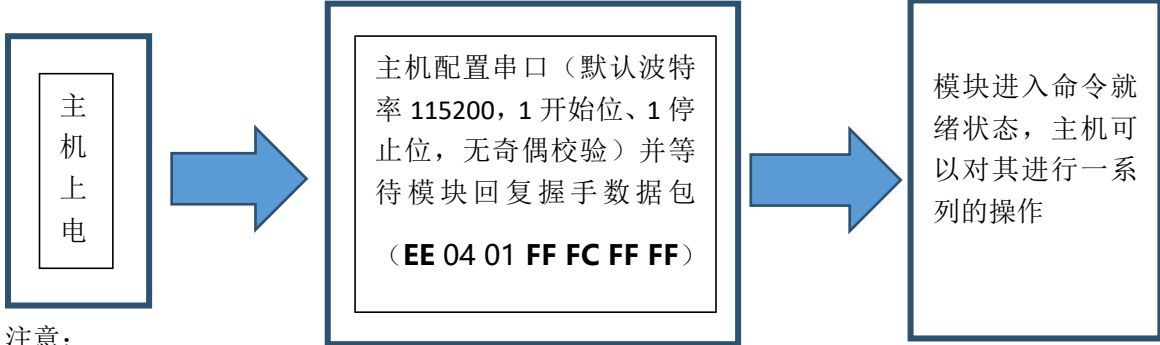 主
机
上
电
主机配置串口（默认波特
率 115200，1 开始位、1 停
止位，无奇偶校验）并等
待模块回复握手数据包
（EE 04 01 FF FC FF FF）
模块进入命令就
绪状态，主机可
以对其进行一系
列的操作
注意：